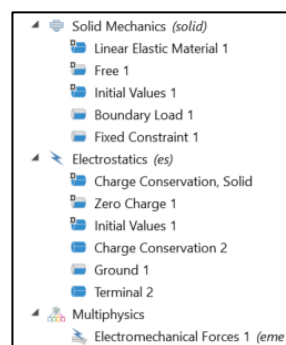 Solid Mechanics (solid)
Linear Elastic Material 1
Free 1
Initial Values 1
Boundary Load 1
Fixed Constraint 1
Electrostatics (es)
Charge Conservation, Solid
Zero Charge 1
Initial Values 1
Charge Conservation 2
Ground 1
Terminal 2
Multiphysics
Electromechanical Forces 1 (eme